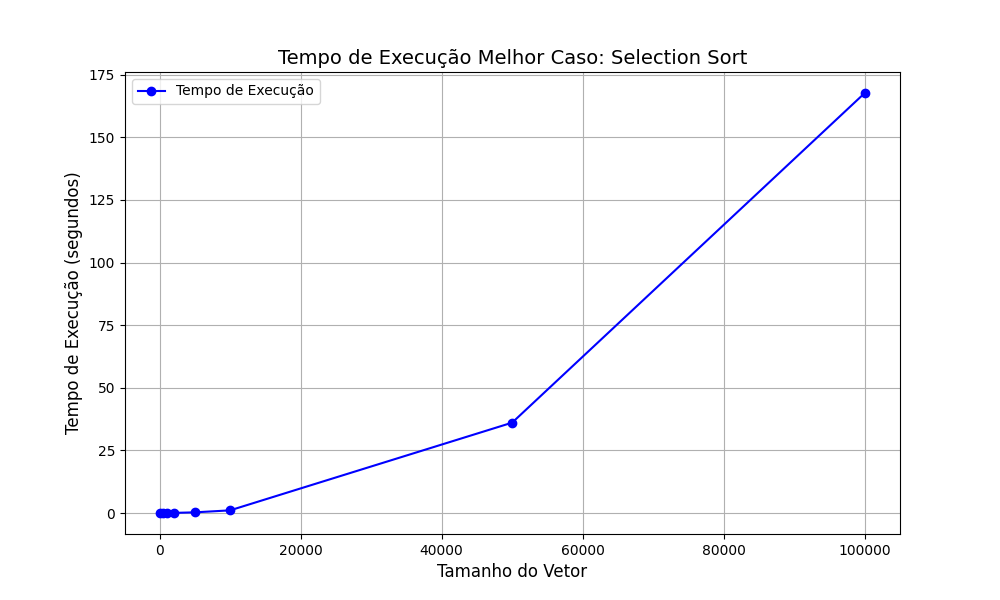 Tempo de Execução Melhor Caso: Selection Sort
Tempo de Execução
175
150
125
100
75
50
25
0
Tempo de Execução (segundos)
0 20000 40000 60000 80000 100000
Tamanho do Vetor